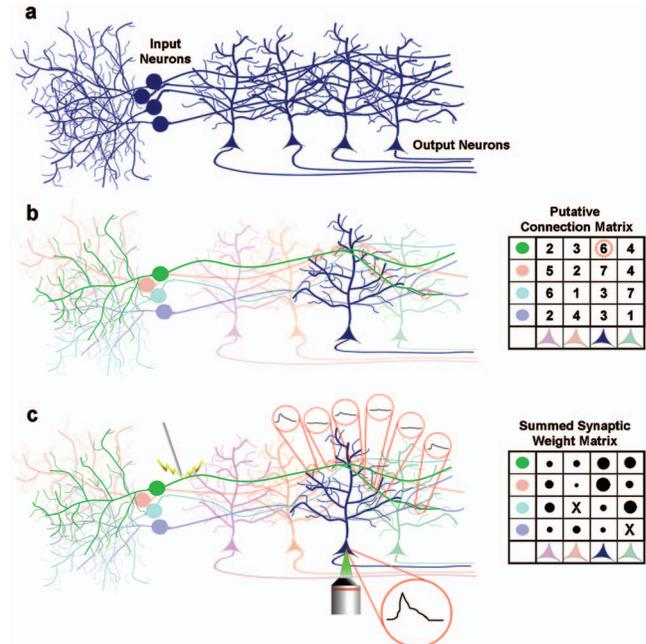 a
Input
Neurons
Output Neurons
b
Putative
Connection Matrix
2 3 6 4
5 2 7 4
6 1 3 7
2 4 3 1
c
Summed Synaptic
Weight Matrix
X
X